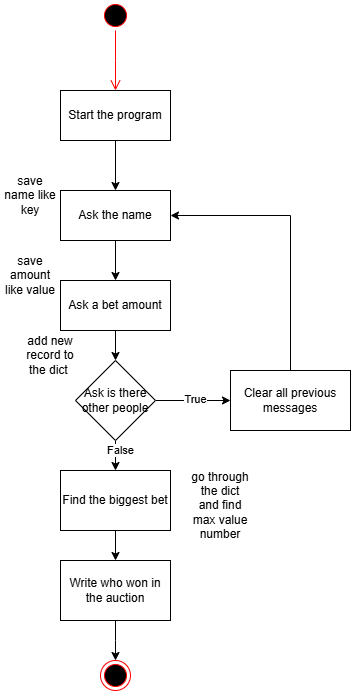 Start the program
save
name like
key
Ask the name
save
amount
like value
Ask a bet amount
add new
record to
the dict
Ask is there
other people
True
Clear all previous
messages
False
Find the biggest bet
go through
the dict
and find
max value
number
Write who won in
the auction